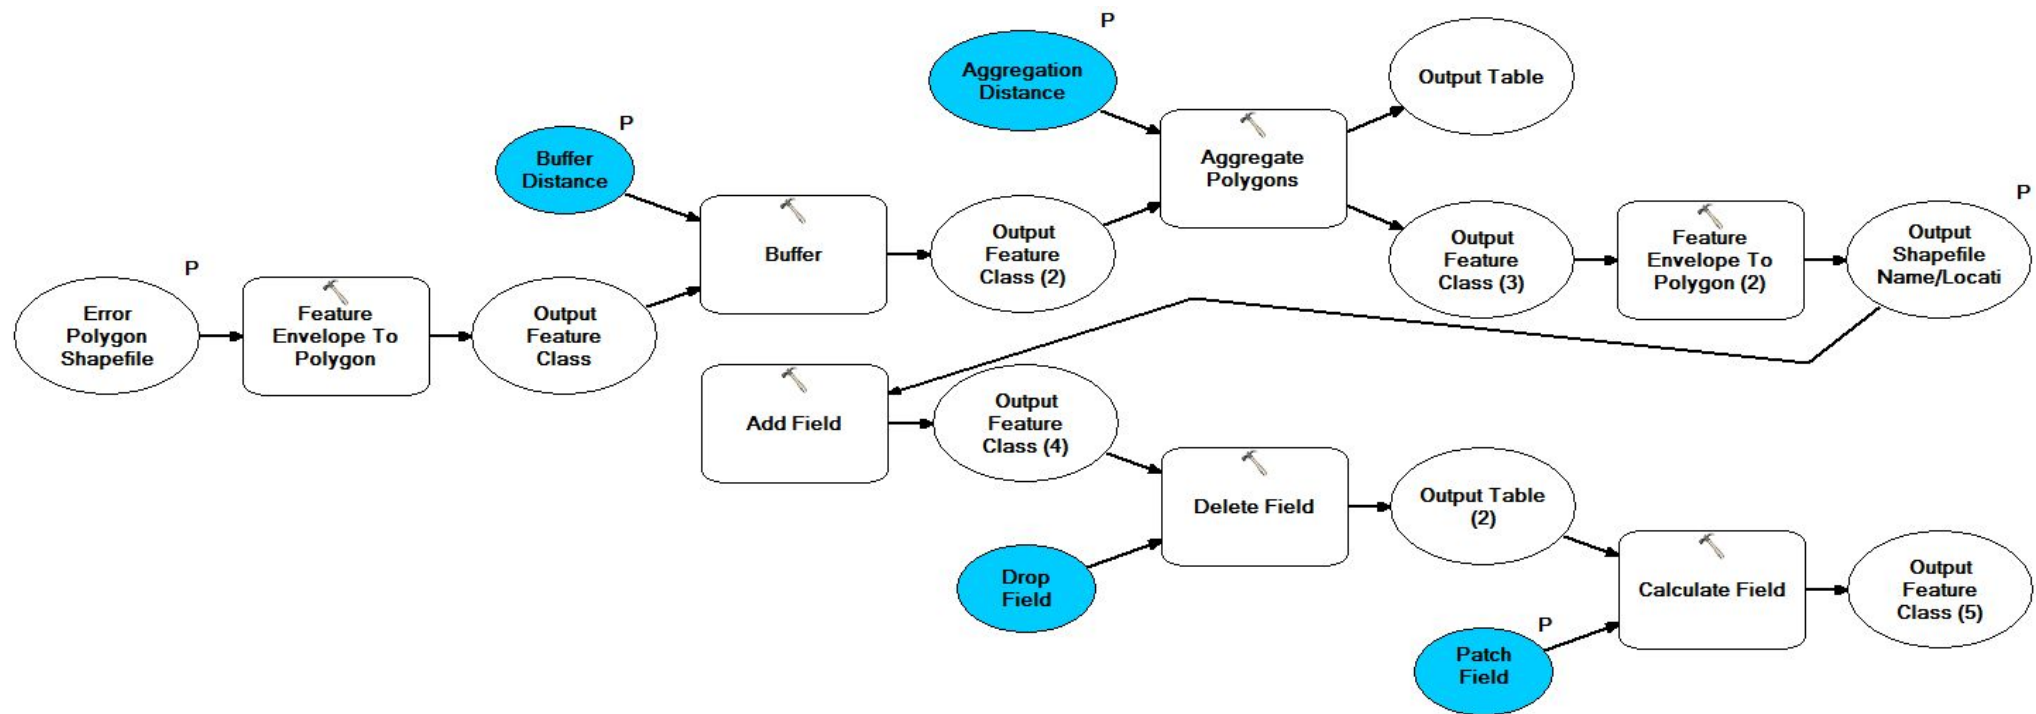 P
Aggregation
Distance
Output Table
P
Buffer
Distance
Aggregate
Polygons
P
Buffer
Output
Feature
Class (2)
Output
Feature
Class (3)
Feature
Envelope To
Polygon (2)
Output
Shapefile
Name/Locati
P
Error
Polygon
Shapefile
Feature
Envelope To
Polygon
Output
Feature
Class
Add Field
Output
Feature
Class (4)
Delete Field
Output Table
(2)
Drop
Field
Calculate Field
Output
Feature
Class (5)
P
Patch
Field